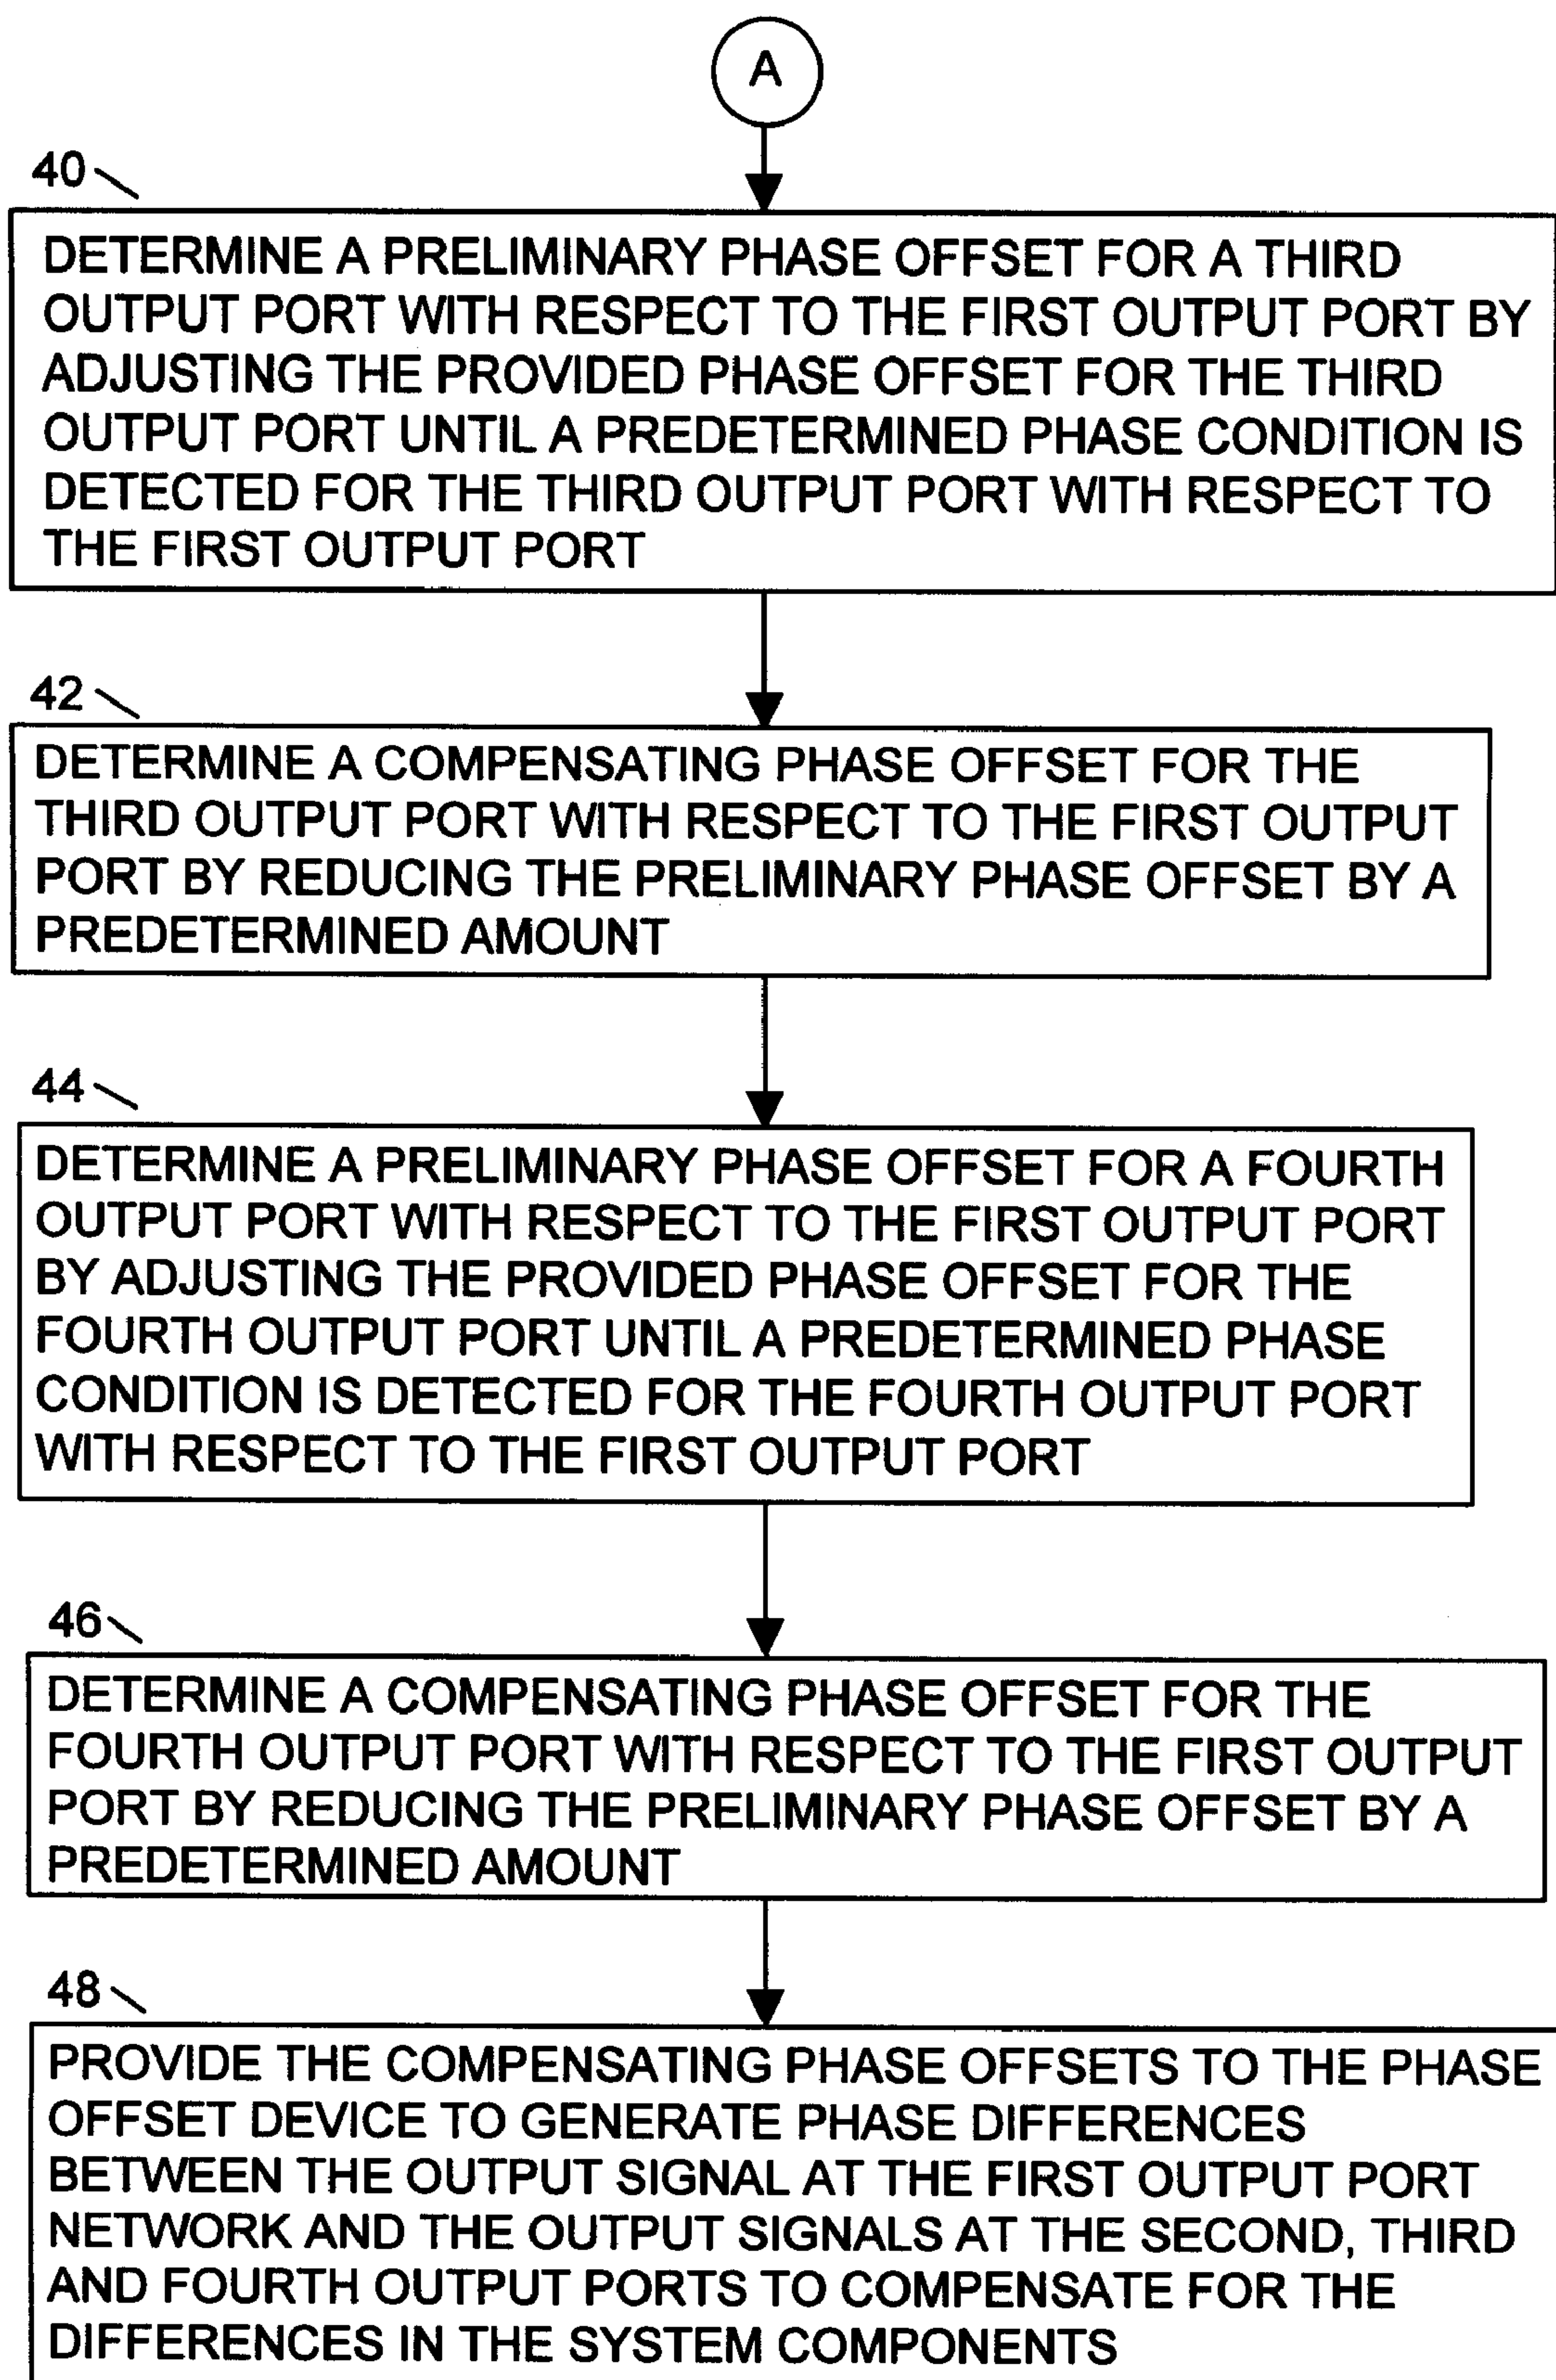 A
40
DETERMINE A PRELIMINARY PHASE OFFSET FOR A THIRD
OUTPUT PORT WITH RESPECT TO THE FIRST OUTPUT PORT BY
ADJUSTING THE PROVIDED PHASE OFFSET FOR THE THIRD
OUTPUT PORT UNTIL A PREDETERMINED PHASE CONDITION IS
DETECTED FOR THE THIRD OUTPUT PORT WITH RESPECT TO
THE FIRST OUTPUT PORT
42
DETERMINE A COMPENSATING PHASE OFFSET FOR THE
THIRD OUTPUT PORT WITH RESPECT TO THE FIRST OUTPUT
PORT BY REDUCING THE PRELIMINARY PHASE OFFSET BY A
PREDETERMINED AMOUNT
44
DETERMINE A PRELIMINARY PHASE OFFSET FOR A FOURTH
OUTPUT PORT WITH RESPECT TO THE FIRST OUTPUT PORT
BY ADJUSTING THE PROVIDED PHASE OFFSET FOR THE
FOURTH OUTPUT PORT UNTIL A PREDETERMINED PHASE
CONDITION IS DETECTED FOR THE FOURTH OUTPUT PORT
WITH RESPECT TO THE FIRST OUTPUT PORT
46
DETERMINE A COMPENSATING PHASE OFFSET FOR THE
FOURTH OUTPUT PORT WITH RESPECT TO THE FIRST OUTPUT
PORT BY REDUCING THE PRELIMINARY PHASE OFFSET BY A
PREDETERMINED AMOUNT
48
PROVIDE THE COMPENSATING PHASE OFFSETS TO THE PHASE
OFFSET DEVICE TO GENERATE PHASE DIFFERENCES
BETWEEN THE OUTPUT SIGNAL AT THE FIRST OUTPUT PORT
NETWORK AND THE OUTPUT SIGNALS AT THE SECOND, THIRD
AND FOURTH OUTPUT PORTS TO COMPENSATE FOR THE
DIFFERENCES IN THE SYSTEM COMPONENTS